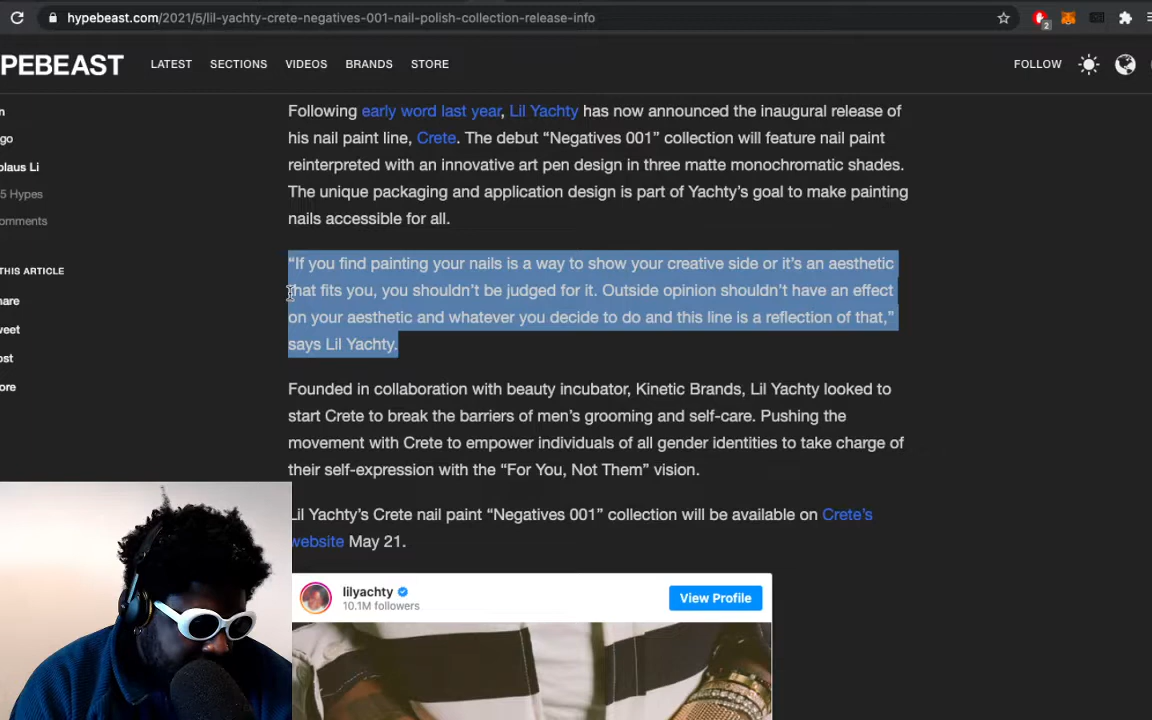 hypebeast.com/2021/5/lil-yachty-crete-negatives-001-nail-polish-collection-release-info
2
PEBEAST LATEST SECTIONS VIDEOS BRANDS STORE FOLLOW
Following early word last year, Lil Yachty has now announced the inaugural release of
his nail paint line, Crete. The debut “Negatives 001” collection will feature nail paint
reinterpreted with an innovative art pen design in three matte monochromatic shades.
The unique packaging and application design is part of Yachty’s goal to make painting
nails accessible for all.
“If you find painting your nails is a way to show your creative side or it’s an aesthetic
that fits you, you shouldn’t be judged for it. Outside opinion shouldn’t have an effect
on your aesthetic and whatever you decide to do and this line is a reflection of that,”
says Lil Yachty.
Founded in collaboration with beauty incubator, Kinetic Brands, Lil Yachty looked to
start Crete to break the barriers of men’s grooming and self-care. Pushing the
movement with Crete to empower individuals of all gender identities to take charge of
their self-expression with the “For You, Not Them” vision.
Lil Yachty’s Crete nail paint “Negatives 001” collection will be available on Crete’s
website May 21.
n
go
olaus Li
5 Hypes
omments
THIS ARTICLE
hare
weet
ost
ore
lilyachty
10.1M followers
View Profile